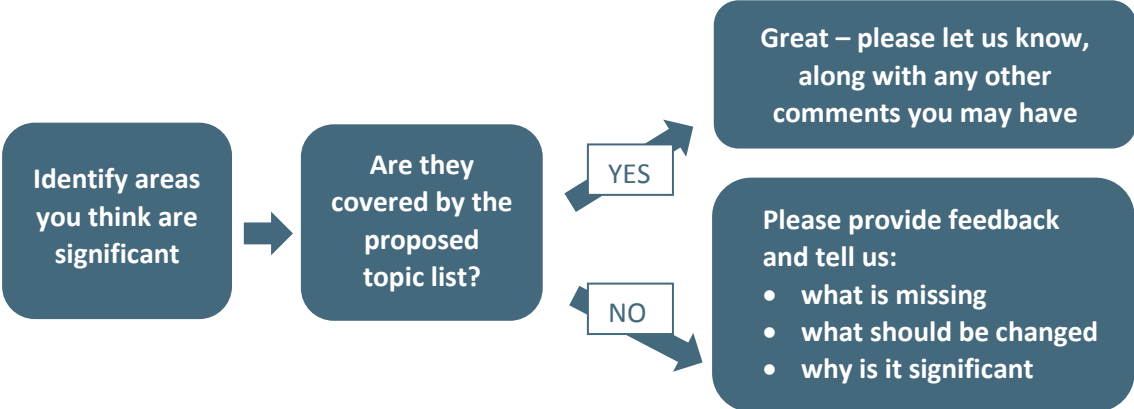 Identify areas
you think are
significant
Are they
covered by the
proposed
topic list?
YES
Great – please let us know,
along with any other
comments you may have
NO
Please provide feedback
and tell us:
• what is missing
• what should be changed
• why is it significant